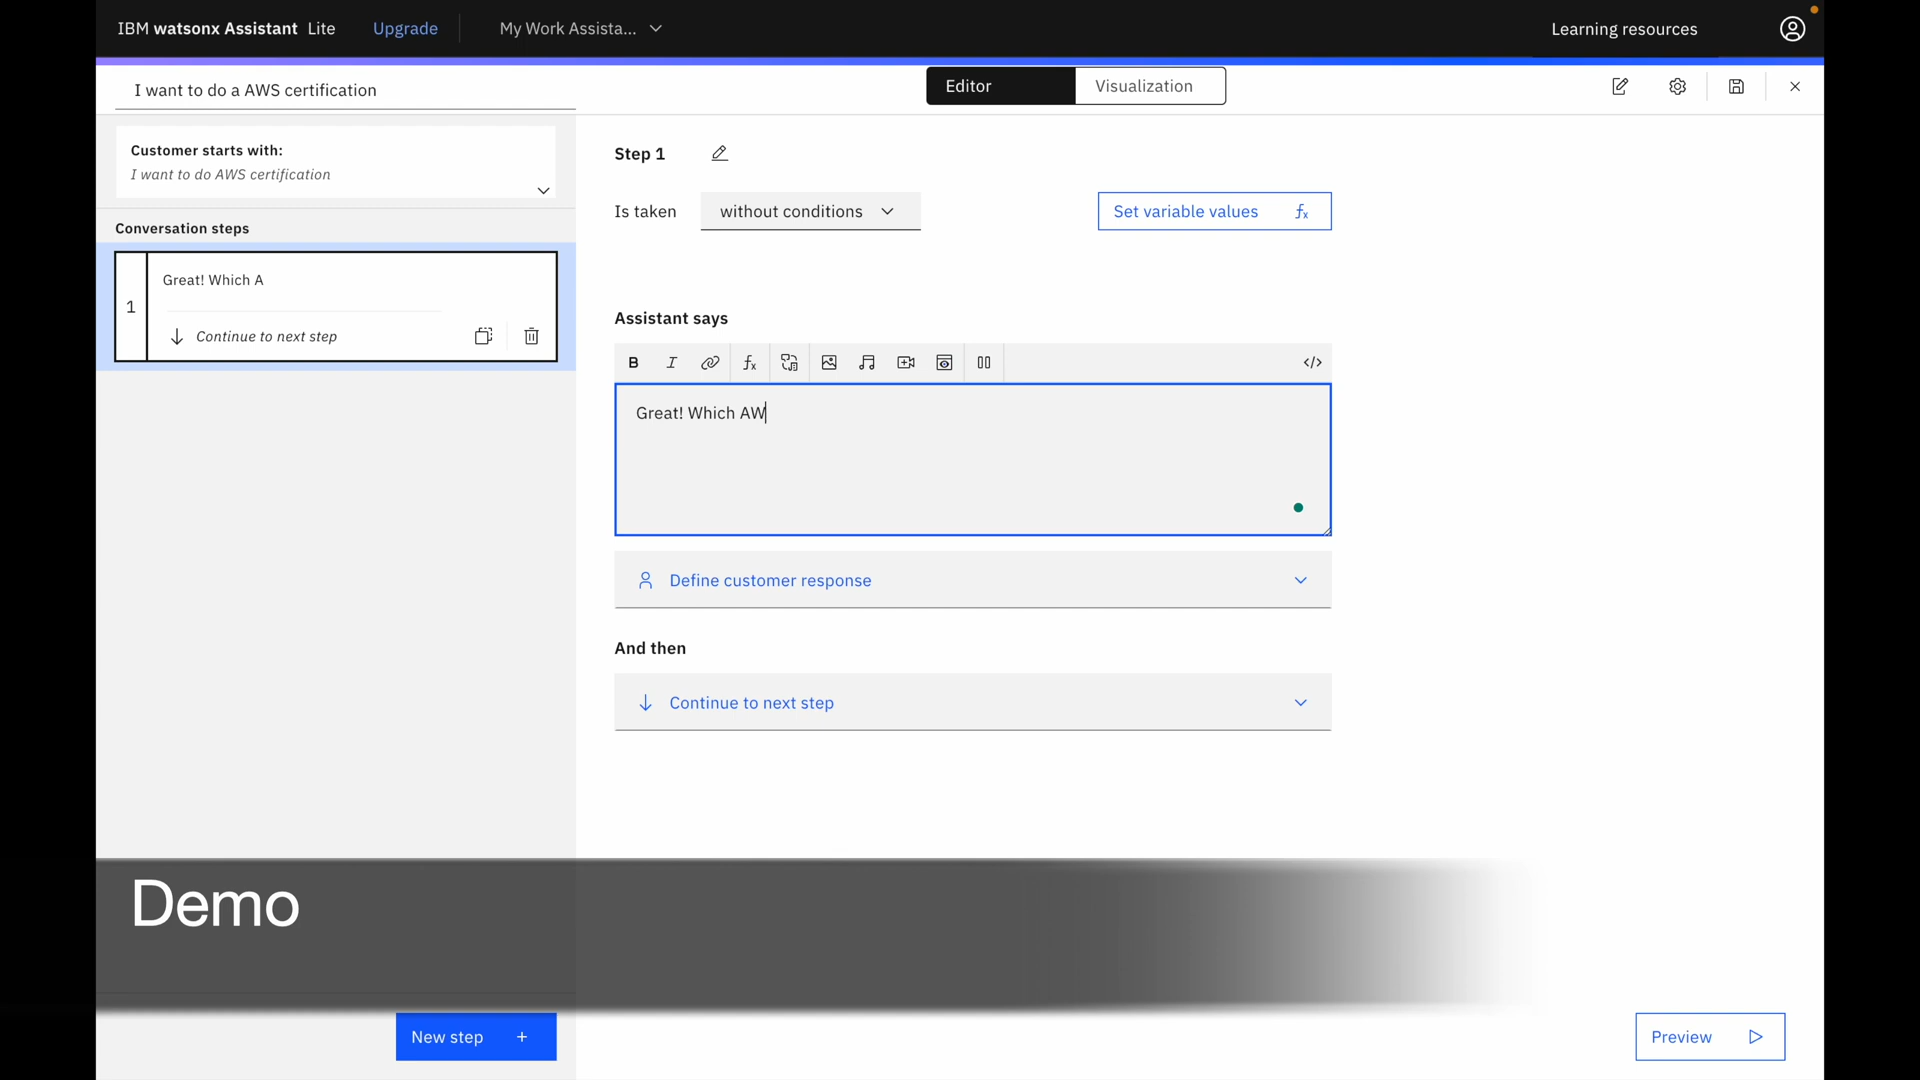 IBM watsonx Assistant Lite Upgrade My Work Assista... Learning resources
I want to do a AWS certification Editor Visualization
Customer starts with:
I want to do AWS certification
Conversation steps
1 Great! Which A
Continue to next step
Step 1
Is taken without conditions Set variable values fx
Assistant says
B I fx </>
Great! Which AW
Define customer response
And then
Continue to next step
Demo
New step +
Preview